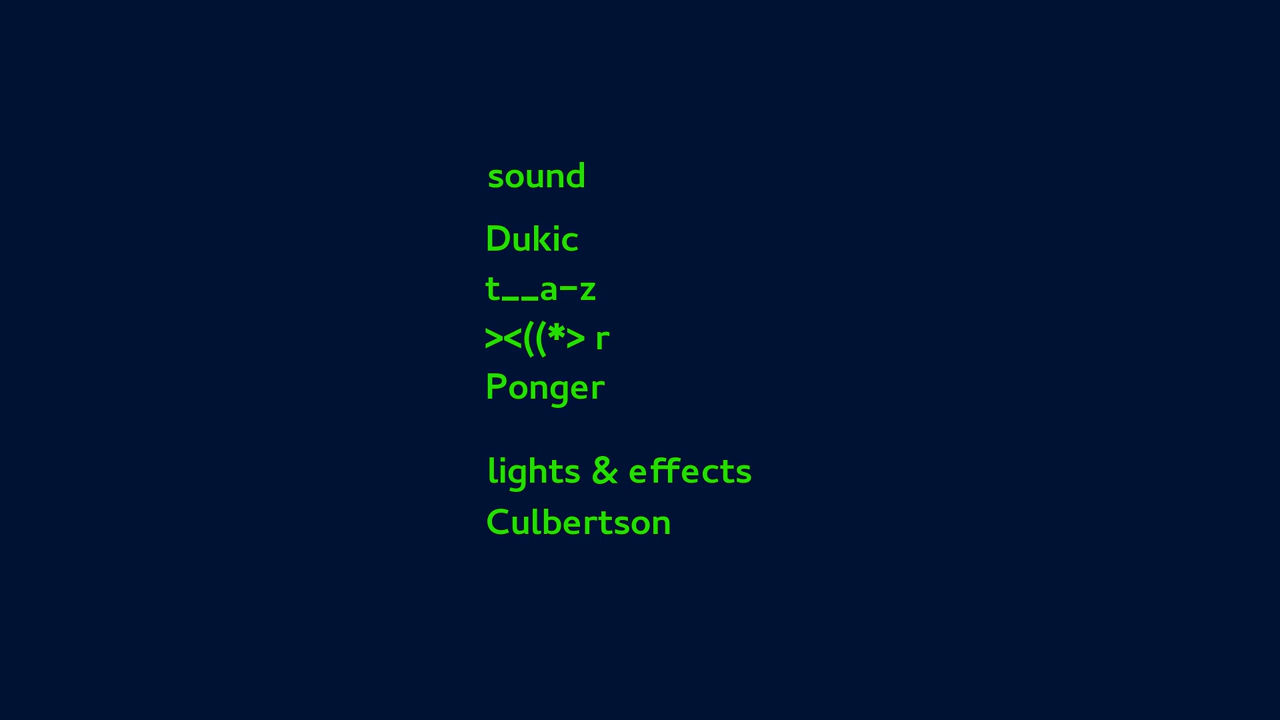 sound
Dukic
t__a-z
><((*> r
Ponger
lights & effects
Culbertson